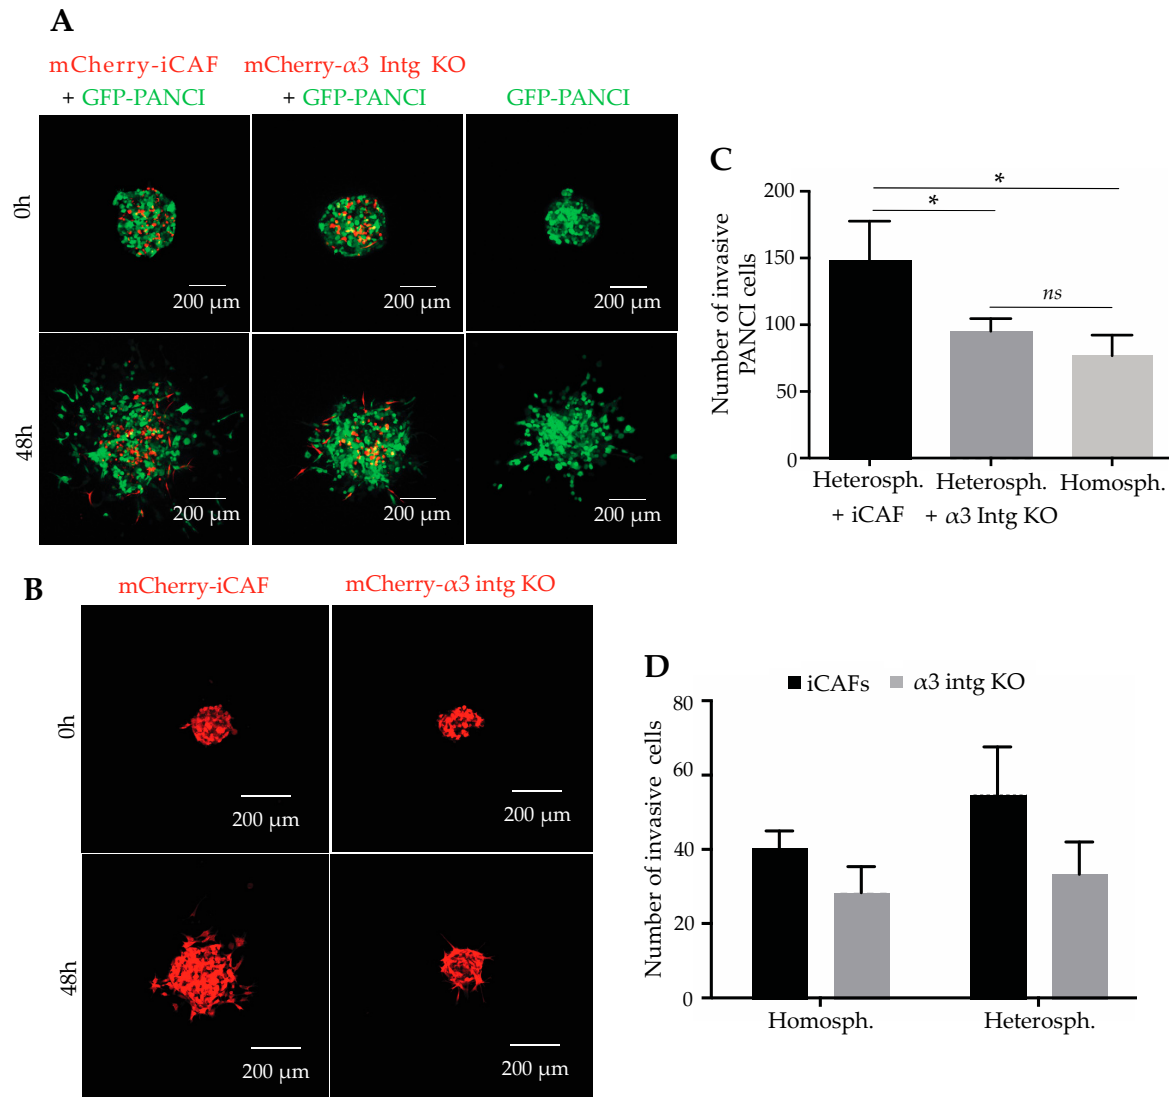 A
mCherry-iCAF
+ GFP-PANCI
mCherry-α3 Intg KO
+ GFP-PANCI
GFP-PANCI
0h
200 µm
200 µm
200 µm
48h
200 µm
200 µm
200 µm
B
mCherry-iCAF
mCherry-α3 intg KO
0h
200 µm
200 µm
48h
200 µm
200 µm
C
Number of invasive
PANCI cells
200
150
100
50
0
*
*
ns
Heterosph.
+ iCAF
Heterosph.
+ α3 Intg KO
Homosph.
D
iCAFs
α3 intg KO
Number of invasive cells
80
60
40
20
0
Homosph.
Heterosph.